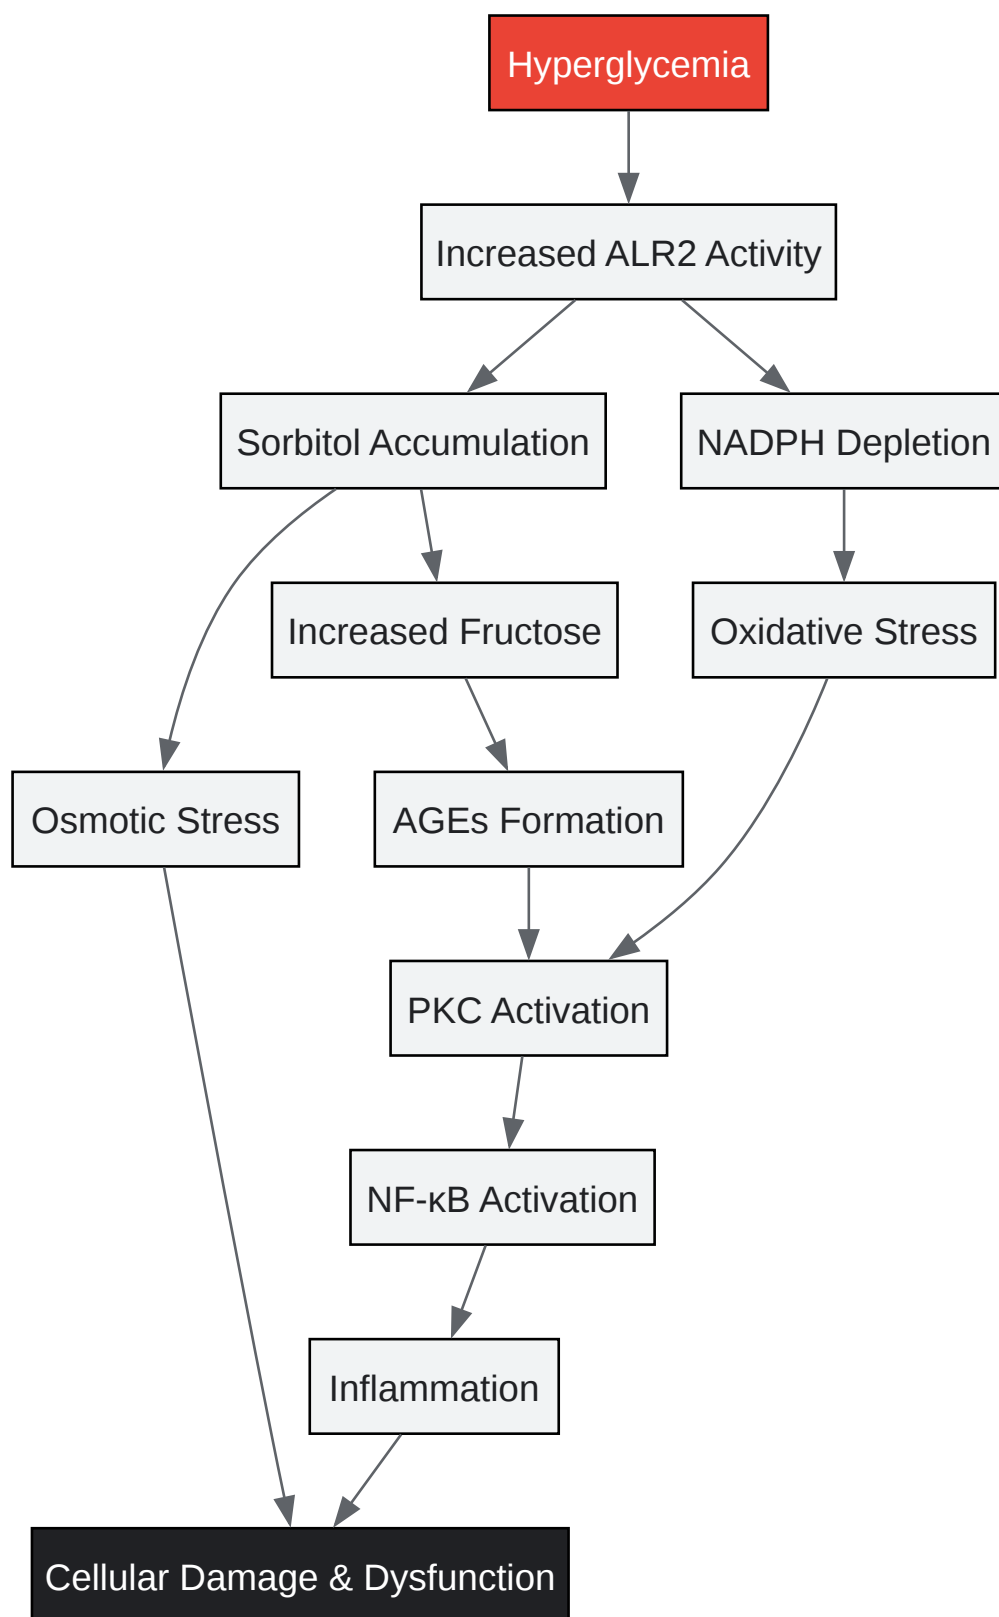 Hyperglycemia
Increased ALR2 Activity
Sorbitol Accumulation
NADPH Depletion
Increased Fructose
Oxidative Stress
Osmotic Stress
AGEs Formation
PKC Activation
NF-κB Activation
Inflammation
Cellular Damage & Dysfunction